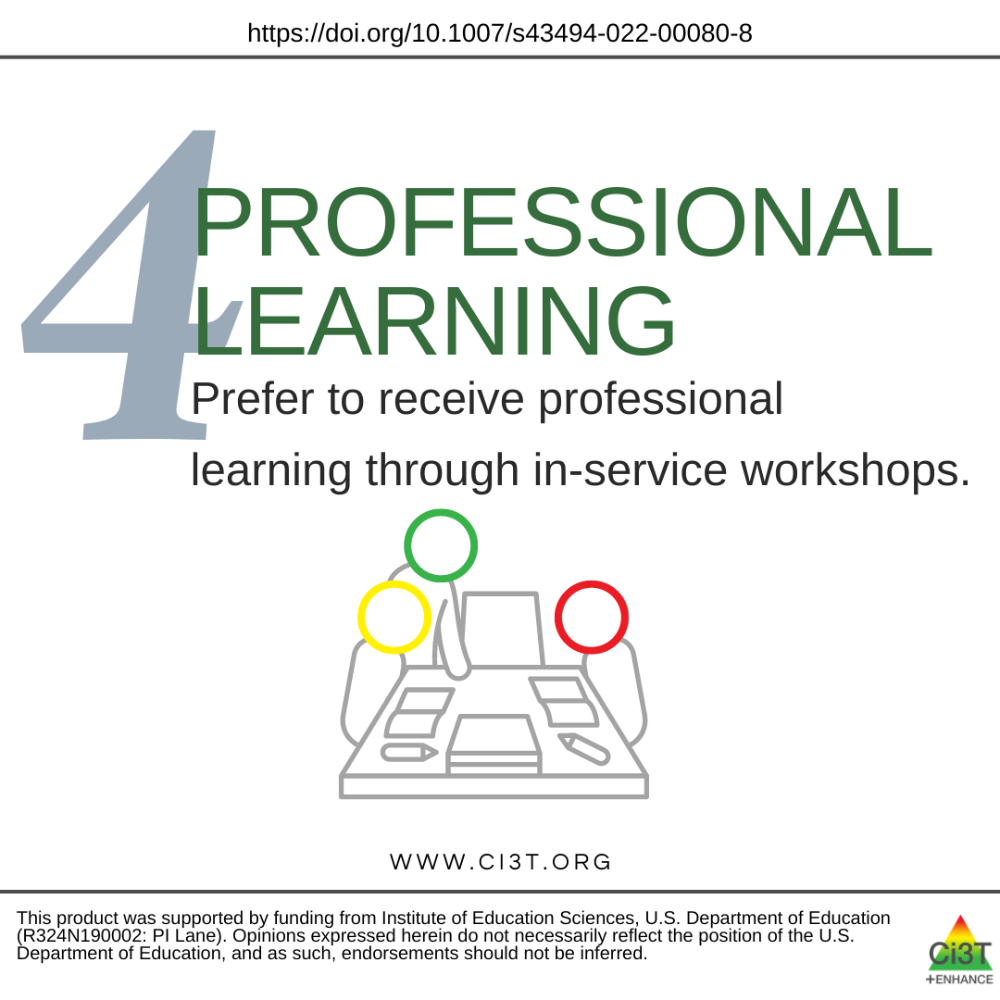 https://doi.org/10.1007/s43494-022-00080-8
4
PROFESSIONAL
LEARNING
Prefer to receive professional
learning through in-service workshops.
WWW.CI3T.ORG
This product was supported by funding from Institute of Education Sciences, U.S. Department of Education
(R324N190002: PI Lane). Opinions expressed herein do not necessarily reflect the position of the U.S.
Department of Education, and as such, endorsements should not be inferred.
Ci3T
+ENHANCE